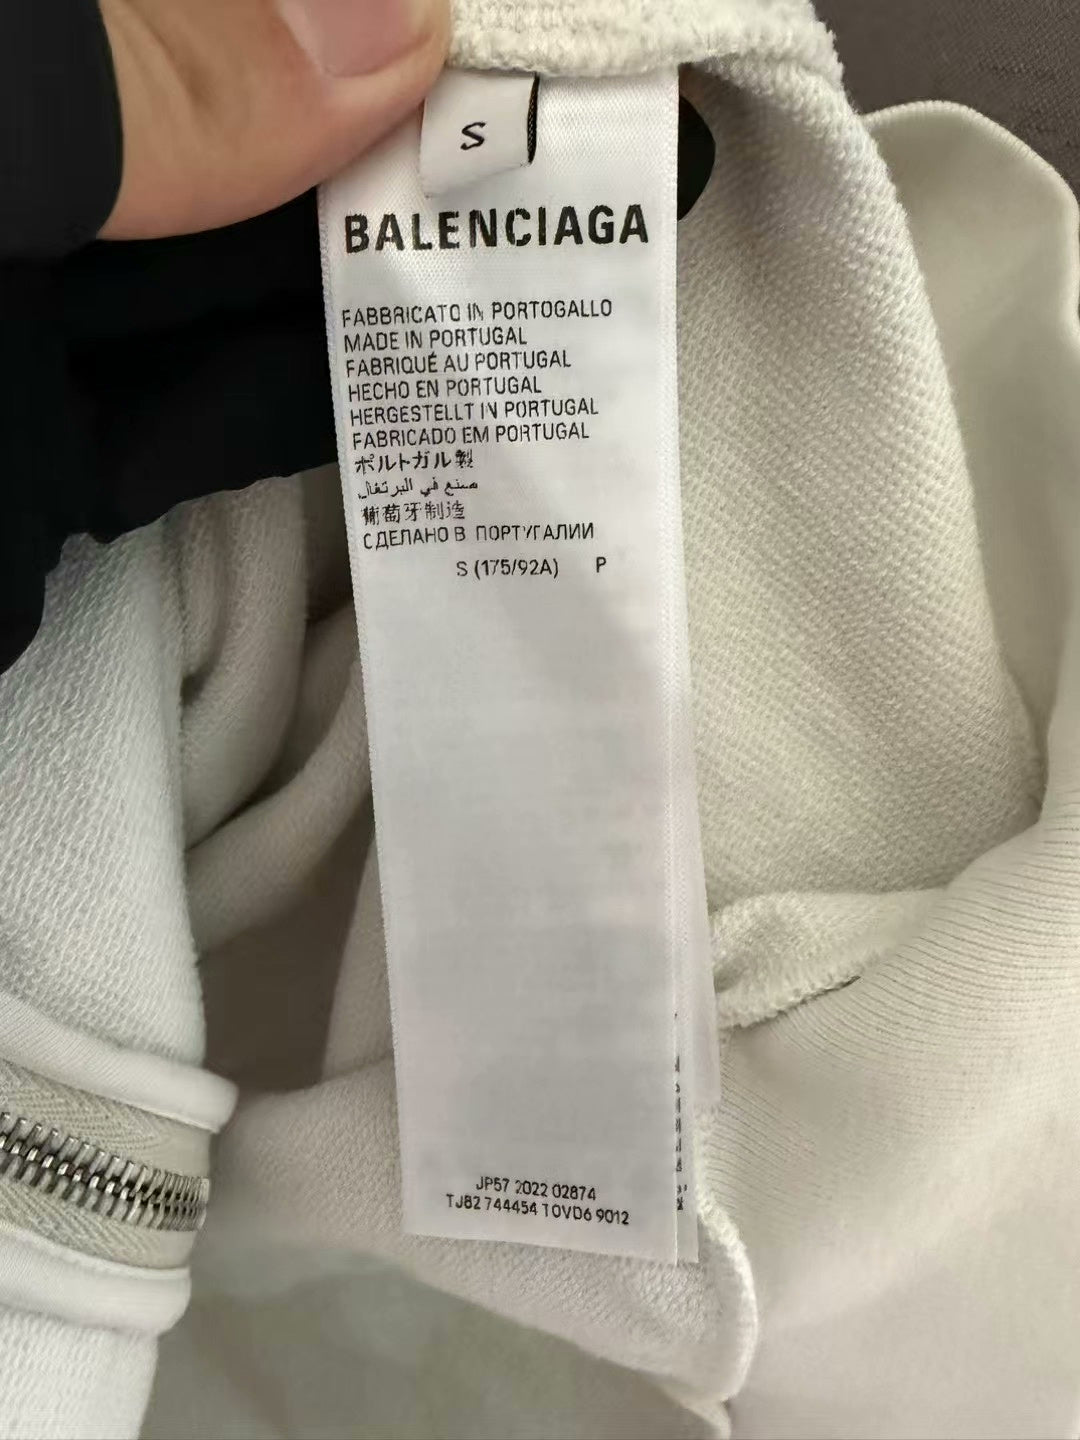 S
BALENCIAGA
FABBRICATO IN PORTOGALLO
MADE IN PORTUGAL
FABRIQUÉ AU PORTUGAL
HECHO EN PORTUGAL
HERGESTELLT IN PORTUGAL
FABRICADO EM PORTUGAL
ポルトガル製
صنع في البرتغال
葡萄牙制造
СДЕЛАНО В ПОРТУГАЛИИ
S (175/92A) P
JP57 2022 02874
TJ82 744454 TOVD6 9012